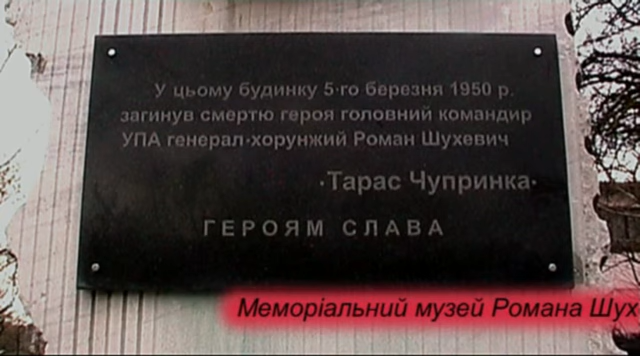 У цьому будинку 5-го березня 1950 р.
загинув смертю героя головний командир
УПА генерал-хорунжий Роман Шухевич
·Тарас Чупринка·
ГЕРОЯМ СЛАВА
Меморіальний музей Романа Шух